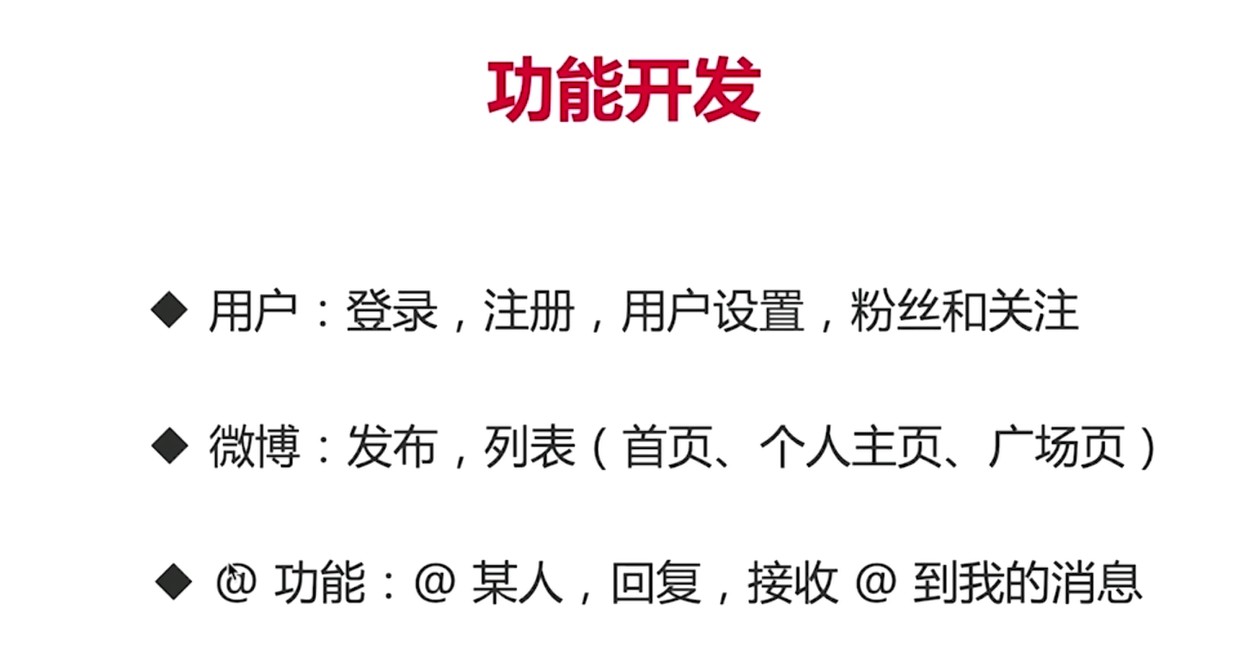 功能开发
◆ 用户：登录，注册，用户设置，粉丝和关注
◆ 微博：发布，列表（首页、个人主页、广场页）
◆ @ 功能：@ 某人，回复，接收 @ 到我的消息